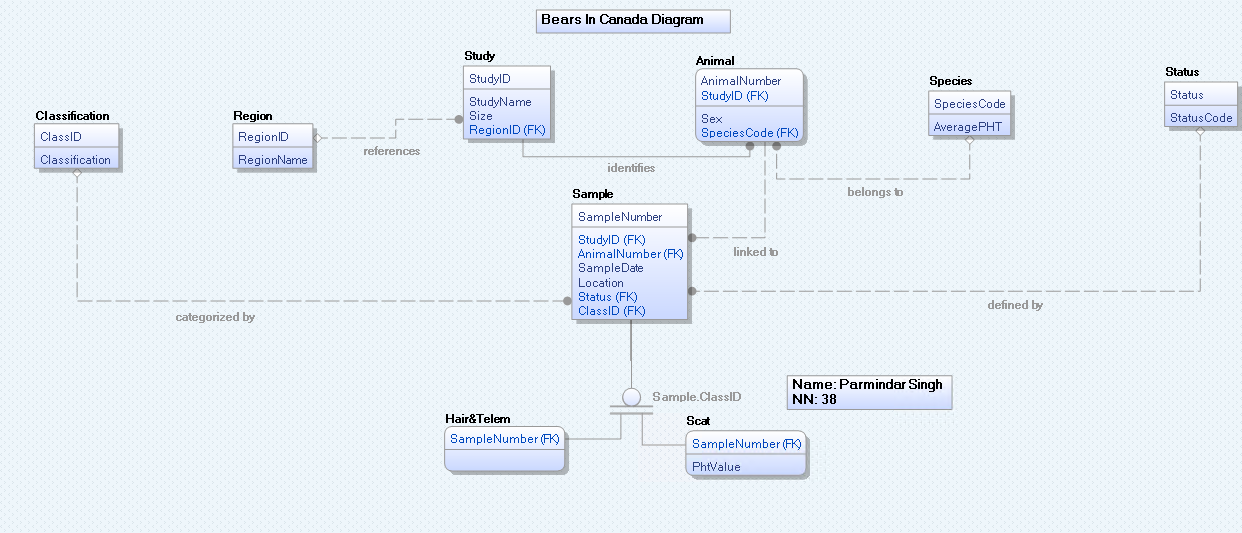 Bears In Canada Diagram
Study
StudyID
StudyName
Size
RegionID (FK)
Animal
AnimalNumber
StudyID (FK)
Sex
SpeciesCode (FK)
Species
SpeciesCode
AveragePHT
Status
Status
StatusCode
Classification
ClassID
Classification
Region
RegionID
RegionName
references
identifies
belongs to
Sample
SampleNumber
StudyID (FK)
AnimalNumber (FK)
SampleDate
Location
Status (FK)
ClassID (FK)
linked to
categorized by
defined by
Sample.ClassID
Name: Parmindar Singh
NN: 38
Hair&Telem
SampleNumber (FK)
Scat
SampleNumber (FK)
PhtValue